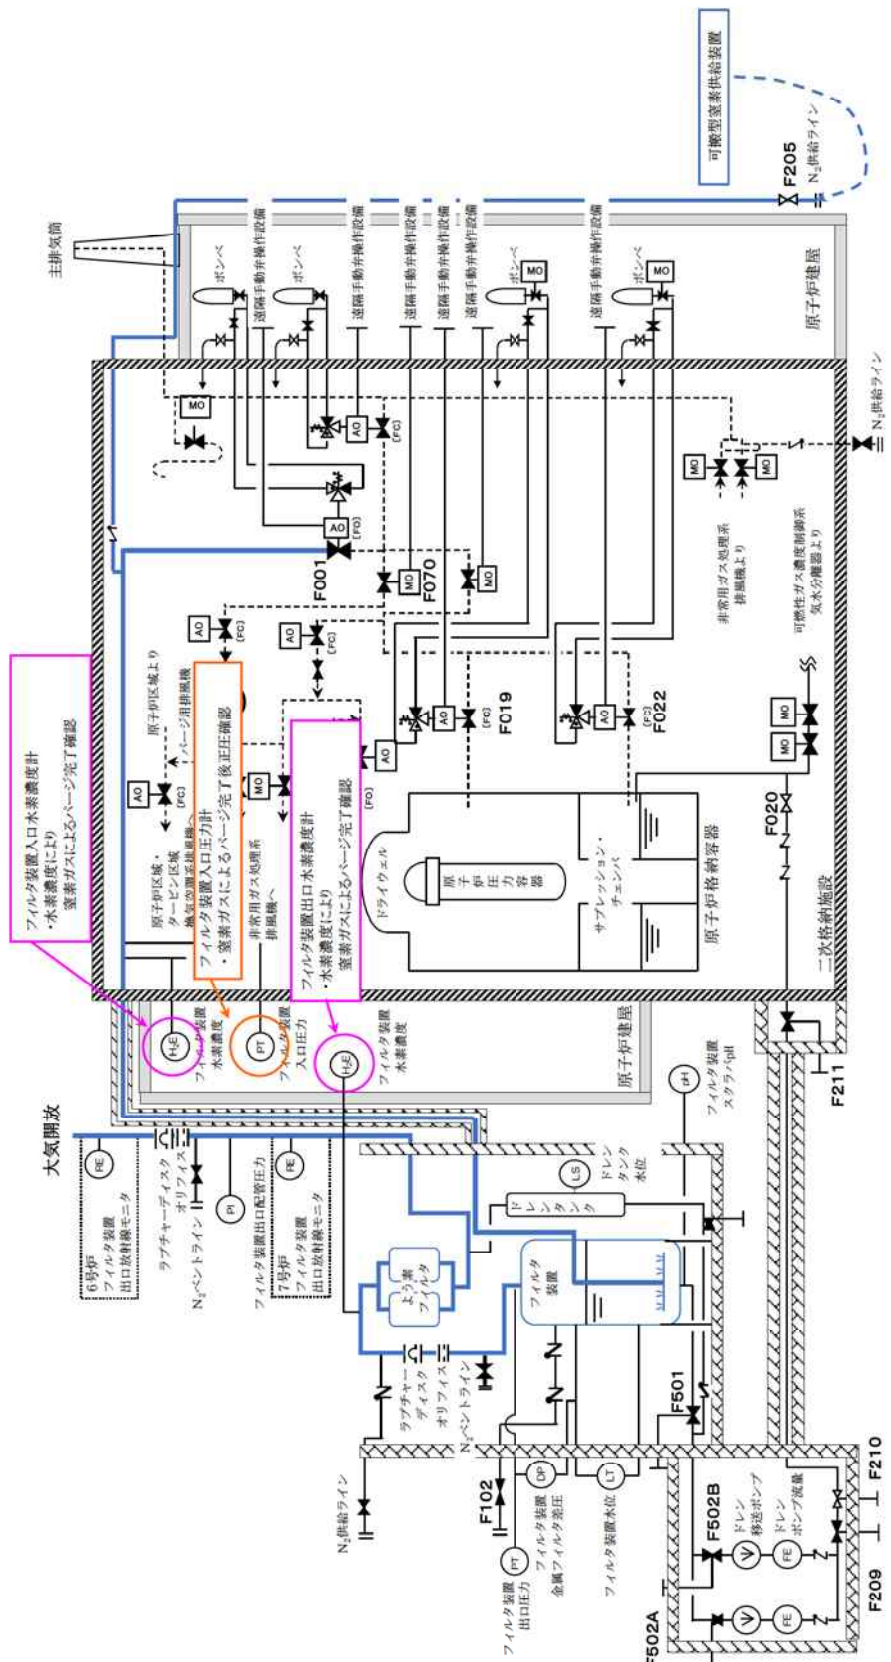 可搬型窒素供給装置
F205
N₂供給ライン
主排気筒
ボンベ
遠隔手動弁操作設備
ボンベ
遠隔手動弁操作設備
遠隔手動弁操作設備
遠隔手動弁操作設備
遠隔手動弁操作設備
ボンベ
MO
遠隔手動弁操作設備
ボンベ
MO
原子炉建屋
MO
AO
(FC)
AO
(FO)
F001
MO
F070
MO
AO
(FC)
AO
(FC)
MO
MO
非常用ガス処理系
排風機より
N₂供給ライン
可燃性ガス濃度制御系
気水分離器より
フィルタ装置入口水素濃度計
・水素濃度により
窒素ガスによるパージ完了確認
原子炉区域より
パージ用排風機
AO
(FC)
原子炉区域・
タービン区域
フィルタ装置入口圧力計
・窒素ガスによるパージ完了後正圧確認
MO
非常用ガス処理系
排風機へ
フィルタ装置出口水素濃度計
・水素濃度により
窒素ガスによるパージ完了確認
AO
(FO)
AO
F019
(FC)
AO
F022
MO
MO
F020
ドライウェル
原子炉圧力容器
サプレッション・
チェンバ
原子炉格納容器
二次格納施設
H₂E
フィルタ装置
水素濃度
PT
フィルタ装置
入口圧力
H₂E
フィルタ装置
水素濃度
原子炉建屋
F211
大気開放
RE
6号炉
フィルタ装置
出口放射線モニタ
ラプチャーディスク
オリフィス
N₂ベントライン
PI
フィルタ装置出口配管圧力
RE
7号炉
フィルタ装置
出口放射線モニタ
よう素
フィルタ
LS
ドレン
タンク
水位
ドレンタンク
pH
フィルタ装置
スクラバpH
フィルタ
装置
ラプチャー
ディスク
オリフィス
N₂ベントライン
N₂供給ライン
F102
PT
フィルタ装置
出口圧力
DP
フィルタ装置
金属フィルタ差圧
LT
フィルタ装置水位
F501
F502B
ドレン
移送ポンプ
FE
ドレン
ポンプ流量
FE
F502A
F209
F210